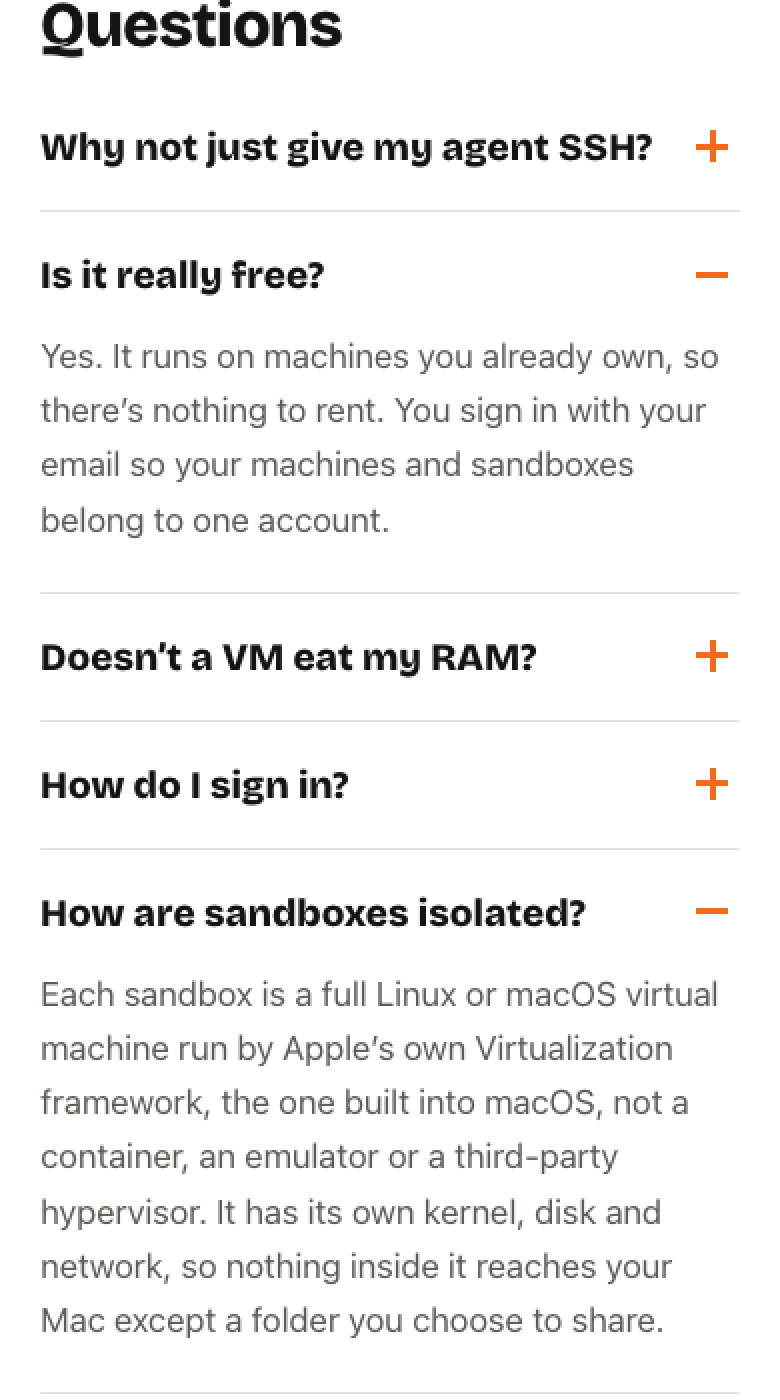 Questions
Why not just give my agent SSH?
Is it really free?
Yes. It runs on machines you already own, so
there’s nothing to rent. You sign in with your
email so your machines and sandboxes
belong to one account.
Doesn’t a VM eat my RAM?
How do I sign in?
How are sandboxes isolated?
Each sandbox is a full Linux or macOS virtual
machine run by Apple’s own Virtualization
framework, the one built into macOS, not a
container, an emulator or a third-party
hypervisor. It has its own kernel, disk and
network, so nothing inside it reaches your
Mac except a folder you choose to share.